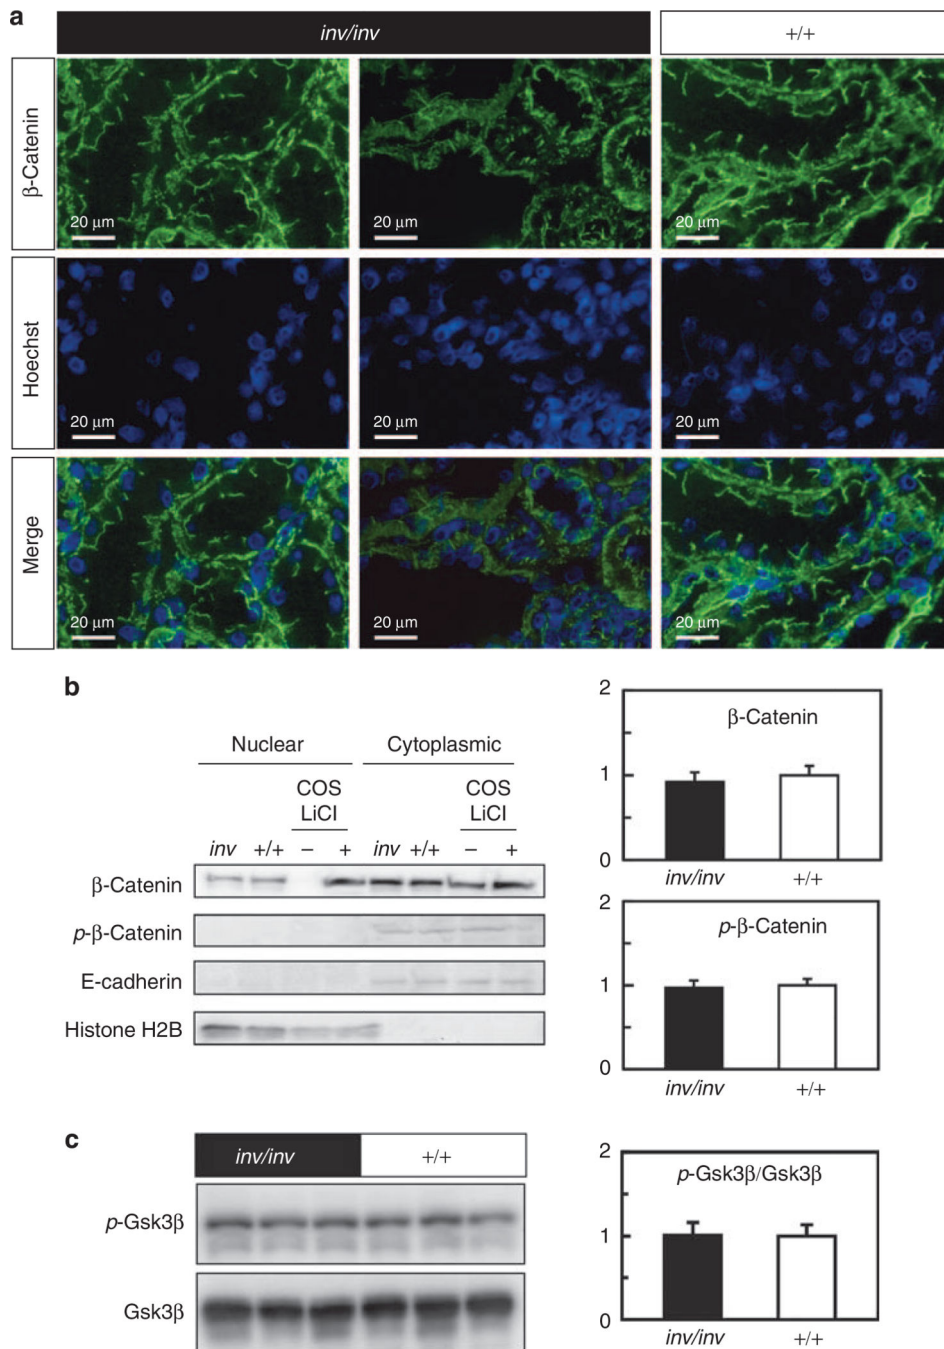 a
inv/inv
+/+
β-Catenin
20 μm
20 μm
20 μm
Hoechst
20 μm
20 μm
20 μm
Merge
20 μm
20 μm
20 μm
b
Nuclear Cytoplasmic
COS LiCl COS LiCl
inv +/+ − + inv +/+ − +
β-Catenin
p-β-Catenin
E-cadherin
Histone H2B
2
β-Catenin
1
0
inv/inv +/+
2
p-β-Catenin
1
0
inv/inv +/+
c
inv/inv +/+
p-Gsk3β
Gsk3β
2
p-Gsk3β/Gsk3β
1
0
inv/inv +/+